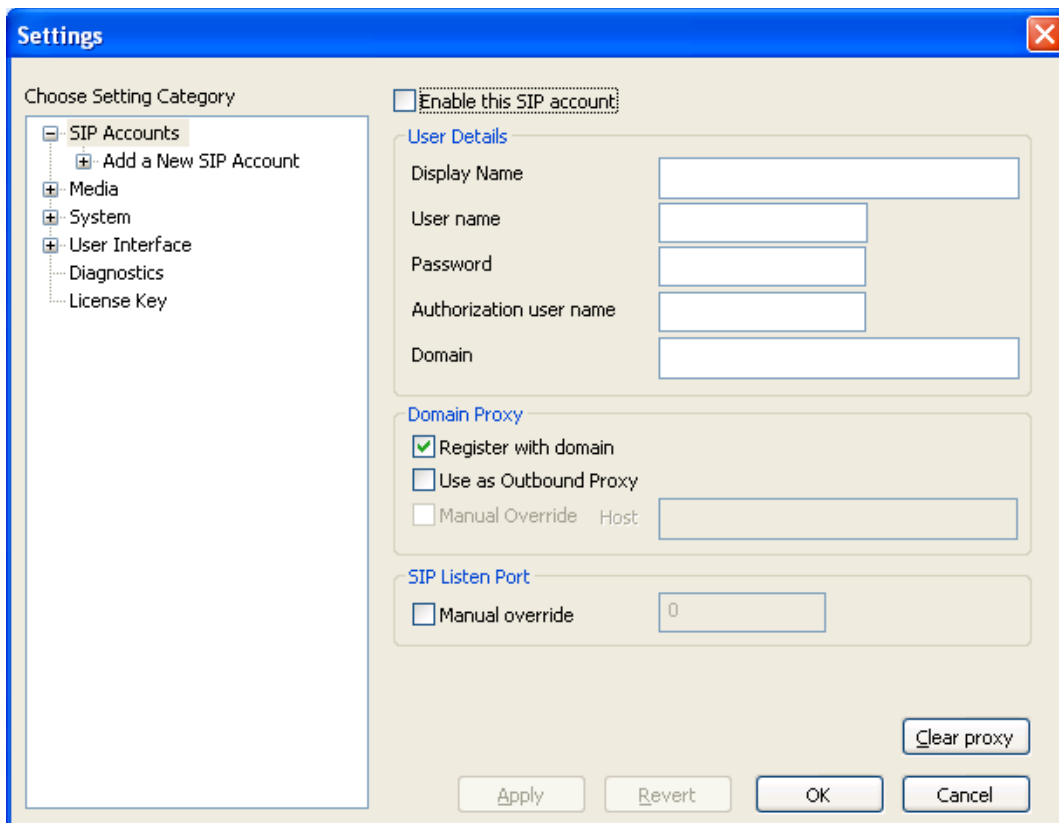 Settings
Choose Setting Category
SIP Accounts
Add a New SIP Account
Media
System
User Interface
Diagnostics
License Key
Enable this SIP account
User Details
Display Name
User name
Password
Authorization user name
Domain
Domain Proxy
Register with domain
Use as Outbound Proxy
Manual Override Host
SIP Listen Port
Manual override 0
Clear proxy
Apply Revert OK Cancel